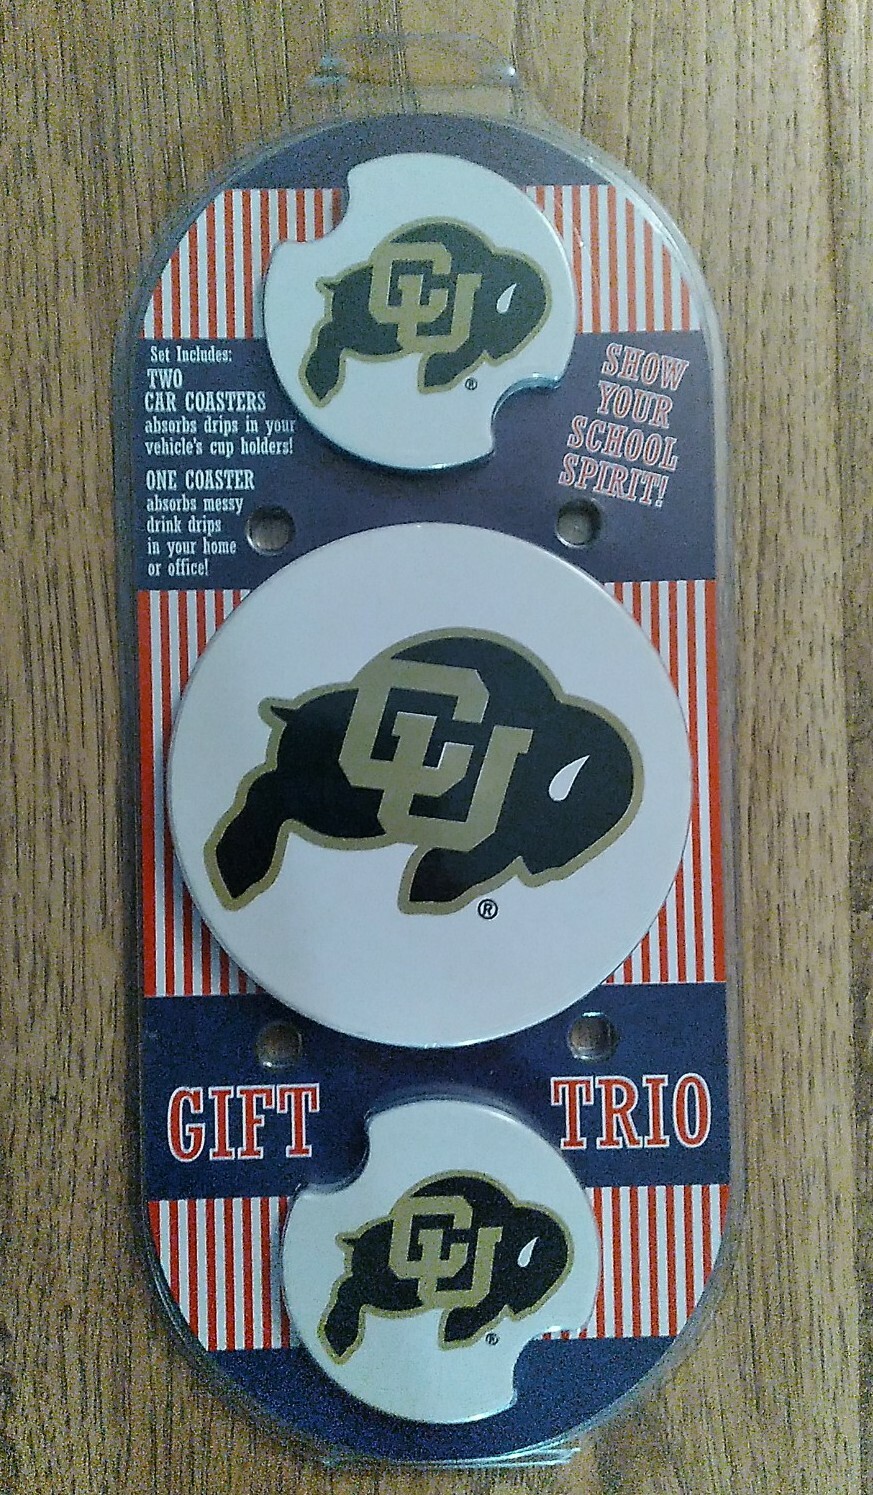 CU
®
Set Includes:
TWO
CAR COASTERS
absorbs drips in your
vehicle's cup holders!
ONE COASTER
absorbs messy
drink drips
in your home
or office!
SHOW
YOUR
SCHOOL
SPIRIT!
CU
®
GIFT TRIO
CU
®